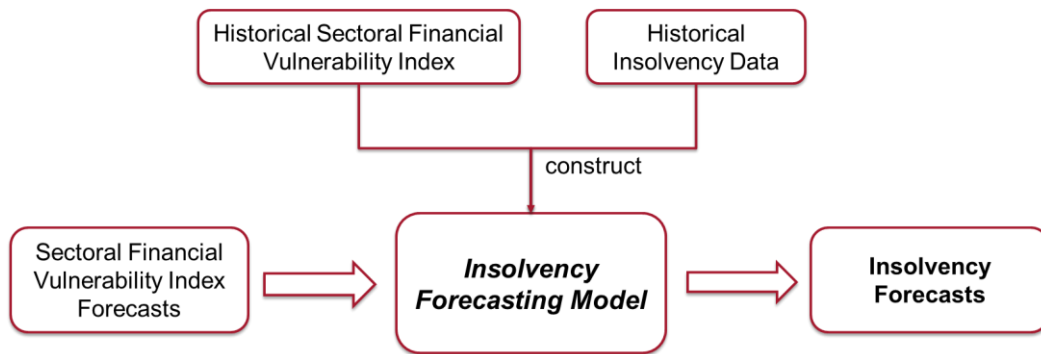 Historical Sectoral Financial
Vulnerability Index
Historical
Insolvency Data
construct
Sectoral Financial
Vulnerability Index
Forecasts
Insolvency
Forecasting Model
Insolvency
Forecasts